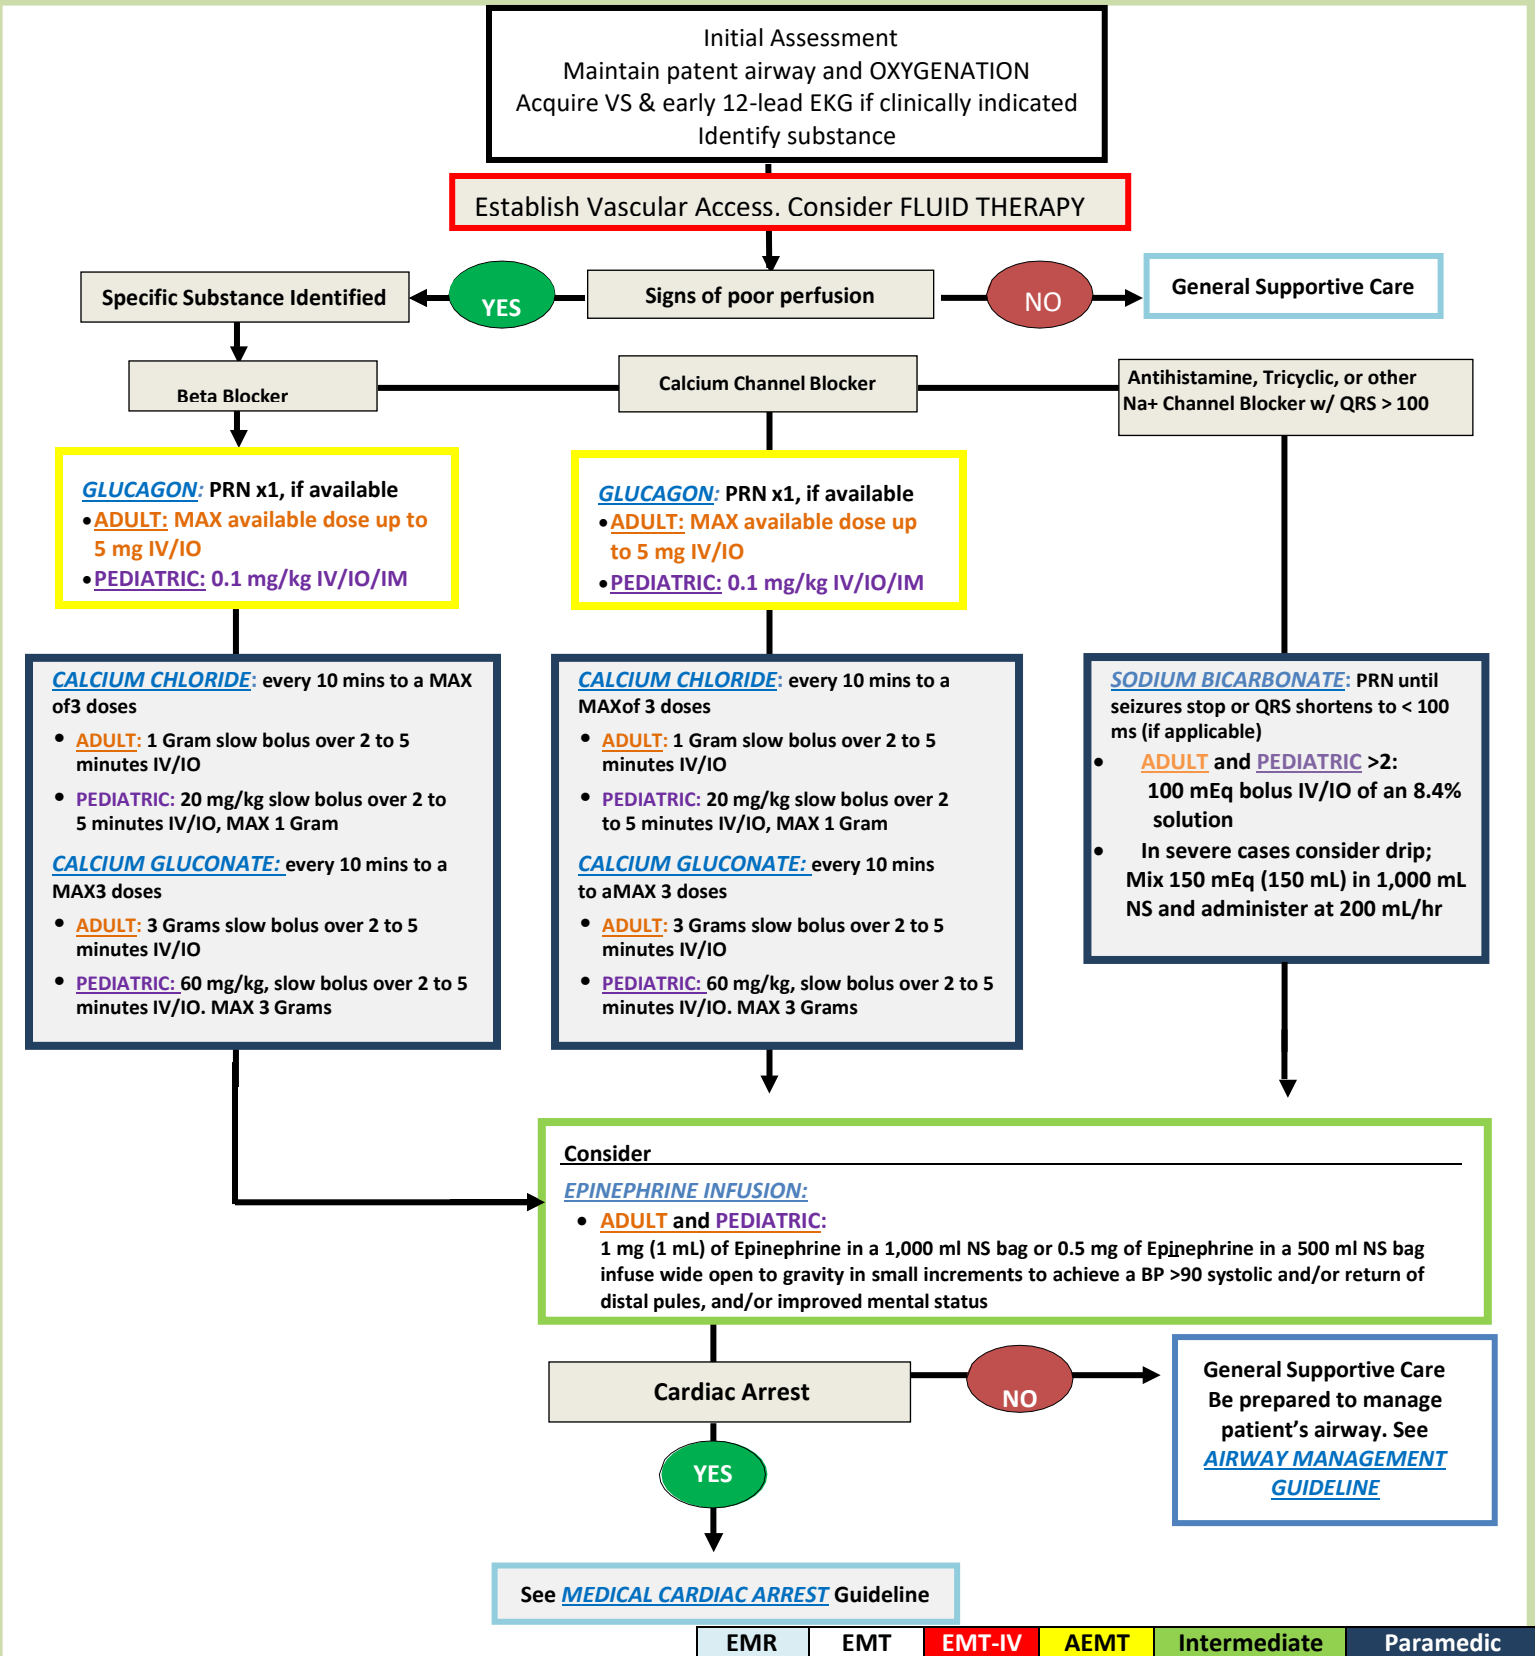 Initial Assessment
Maintain patent airway and OXYGENATION
Acquire VS & early 12-lead EKG if clinically indicated
Identify substance
Establish Vascular Access. Consider FLUID THERAPY
Specific Substance Identified
YES
Signs of poor perfusion
NO
General Supportive Care
Beta Blocker
Calcium Channel Blocker
Antihistamine, Tricyclic, or other
Na+ Channel Blocker w/ QRS > 100
GLUCAGON: PRN x1, if available
•ADULT: MAX available dose up to
5 mg IV/IO
•PEDIATRIC: 0.1 mg/kg IV/IO/IM
GLUCAGON: PRN x1, if available
•ADULT: MAX available dose up
to 5 mg IV/IO
•PEDIATRIC: 0.1 mg/kg IV/IO/IM
CALCIUM CHLORIDE: every 10 mins to a MAX
of3 doses
• ADULT: 1 Gram slow bolus over 2 to 5
minutes IV/IO
• PEDIATRIC: 20 mg/kg slow bolus over 2 to
5 minutes IV/IO, MAX 1 Gram
CALCIUM GLUCONATE: every 10 mins to a
MAX3 doses
• ADULT: 3 Grams slow bolus over 2 to 5
minutes IV/IO
• PEDIATRIC: 60 mg/kg, slow bolus over 2 to 5
minutes IV/IO. MAX 3 Grams
CALCIUM CHLORIDE: every 10 mins to a
MAXof 3 doses
• ADULT: 1 Gram slow bolus over 2 to 5
minutes IV/IO
• PEDIATRIC: 20 mg/kg slow bolus over 2
to 5 minutes IV/IO, MAX 1 Gram
CALCIUM GLUCONATE: every 10 mins
to aMAX 3 doses
• ADULT: 3 Grams slow bolus over 2 to 5
minutes IV/IO
• PEDIATRIC: 60 mg/kg, slow bolus over 2 to 5
minutes IV/IO. MAX 3 Grams
SODIUM BICARBONATE: PRN until
seizures stop or QRS shortens to < 100
ms (if applicable)
• ADULT and PEDIATRIC >2:
100 mEq bolus IV/IO of an 8.4%
solution
• In severe cases consider drip;
Mix 150 mEq (150 mL) in 1,000 mL
NS and administer at 200 mL/hr
Consider
EPINEPHRINE INFUSION:
• ADULT and PEDIATRIC:
1 mg (1 mL) of Epinephrine in a 1,000 ml NS bag or 0.5 mg of Epinephrine in a 500 ml NS bag
infuse wide open to gravity in small increments to achieve a BP >90 systolic and/or return of
distal pules, and/or improved mental status
Cardiac Arrest
NO
General Supportive Care
Be prepared to manage
patient's airway. See
AIRWAY MANAGEMENT
GUIDELINE
YES
See MEDICAL CARDIAC ARREST Guideline
EMR EMT EMT-IV AEMT Intermediate Paramedic